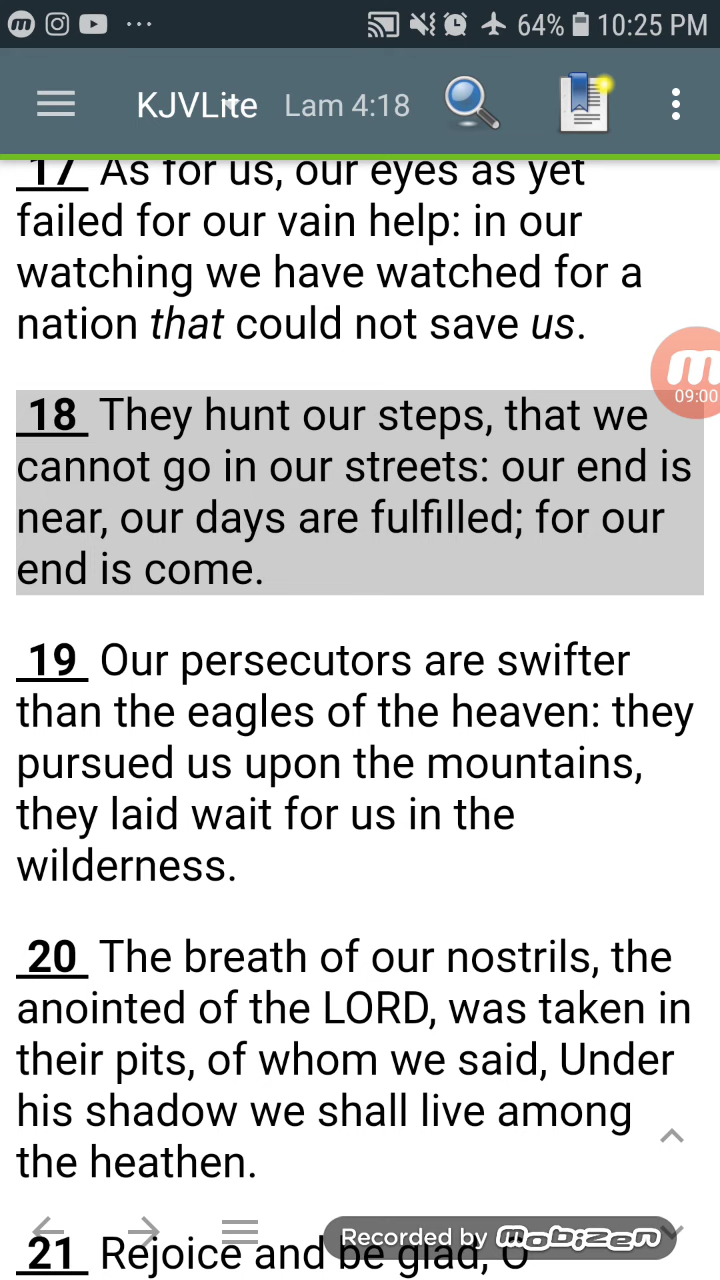 64% 10:25 PM
KJVLite Lam 4:18
17 As for us, our eyes as yet
failed for our vain help: in our
watching we have watched for a
nation that could not save us.
09:00
18 They hunt our steps, that we
cannot go in our streets: our end is
near, our days are fulfilled; for our
end is come.
19 Our persecutors are swifter
than the eagles of the heaven: they
pursued us upon the mountains,
they laid wait for us in the
wilderness.
20 The breath of our nostrils, the
anointed of the LORD, was taken in
their pits, of whom we said, Under
his shadow we shall live among
the heathen.
Recorded by mobizen
21 Rejoice and be glad, O